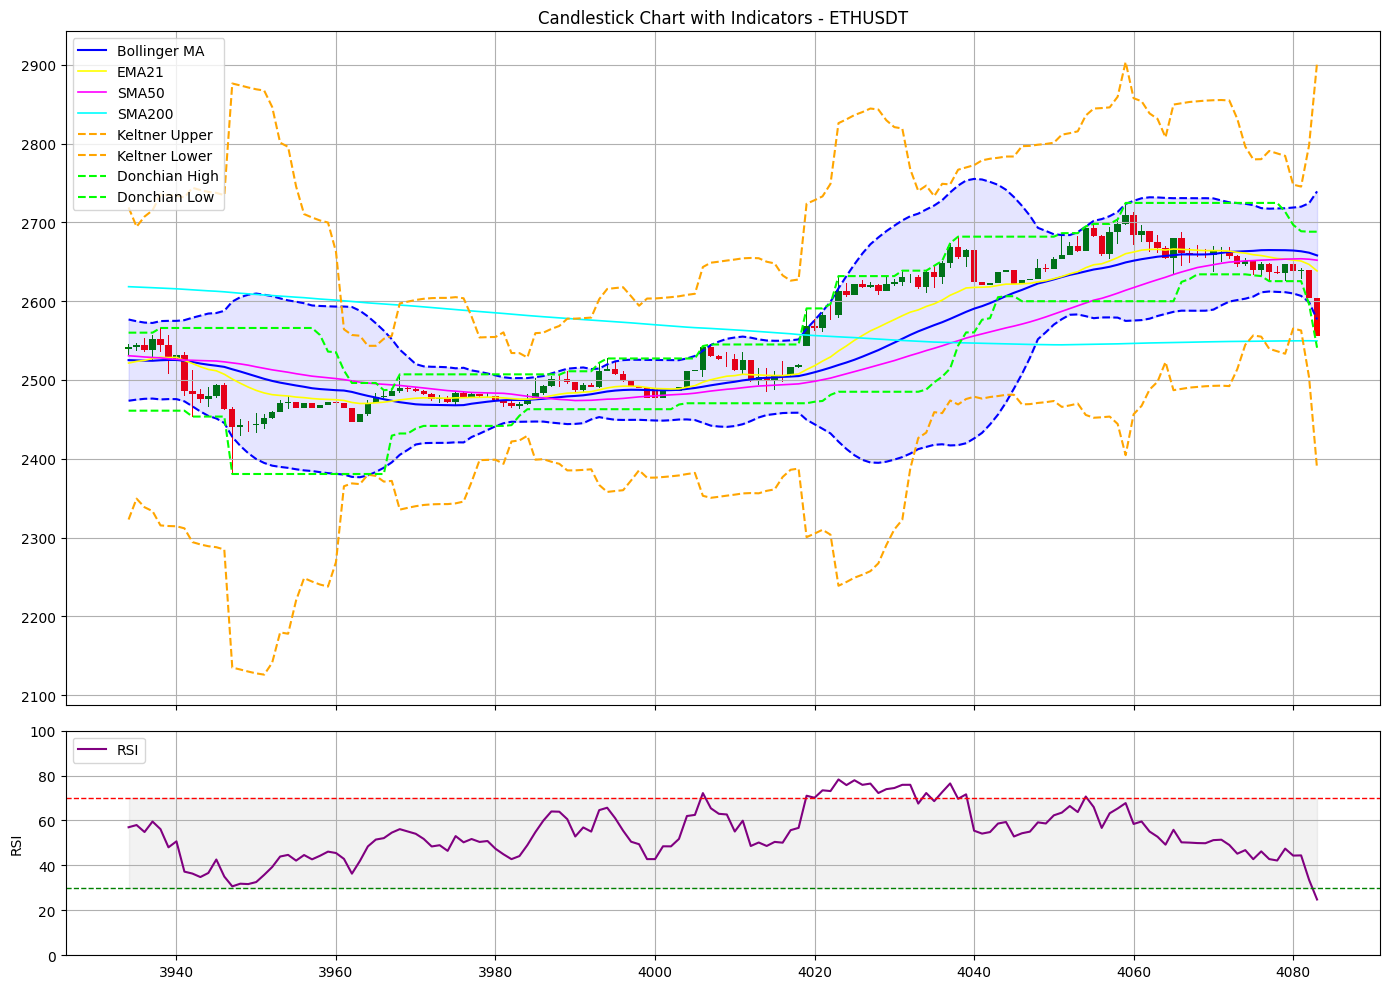 Candlestick Chart with Indicators - ETHUSDT
2900
2800
2700
2600
2500
2400
2300
2200
2100
Bollinger MA
EMA21
SMA50
SMA200
Keltner Upper
Keltner Lower
Donchian High
Donchian Low
100
80
60
40
20
0
RSI
RSI
3940
3960
3980
4000
4020
4040
4060
4080